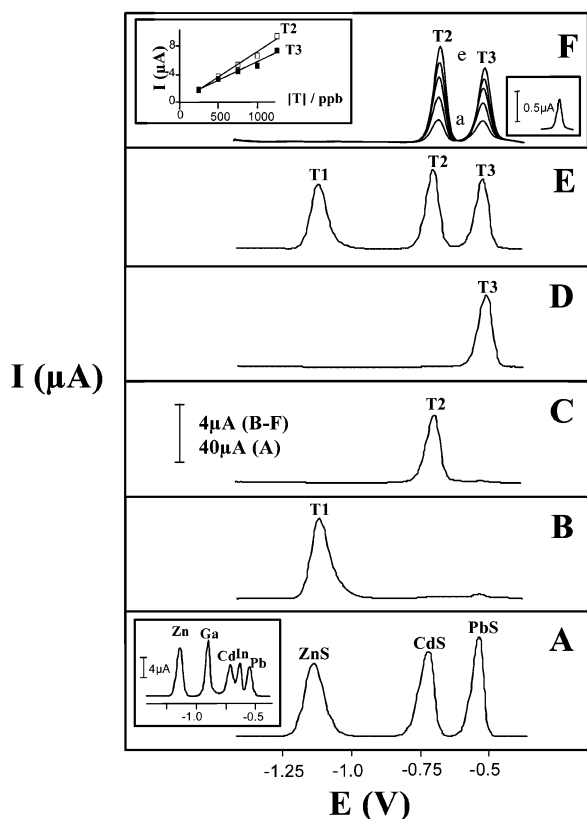 T2
T3
8
4
0
I (µA)
0
500
1000
|T| / ppb
T2
e
T3
a
F
0.5µA
T1
T2
T3
E
T3
D
I (µA)
4µA (B-F)
40µA (A)
T2
C
T1
B
Zn
Ga
Cd
In
Pb
4µA
-1.0
-0.5
ZnS
CdS
PbS
A
-1.25
-1.0
-0.75
-0.5
E (V)